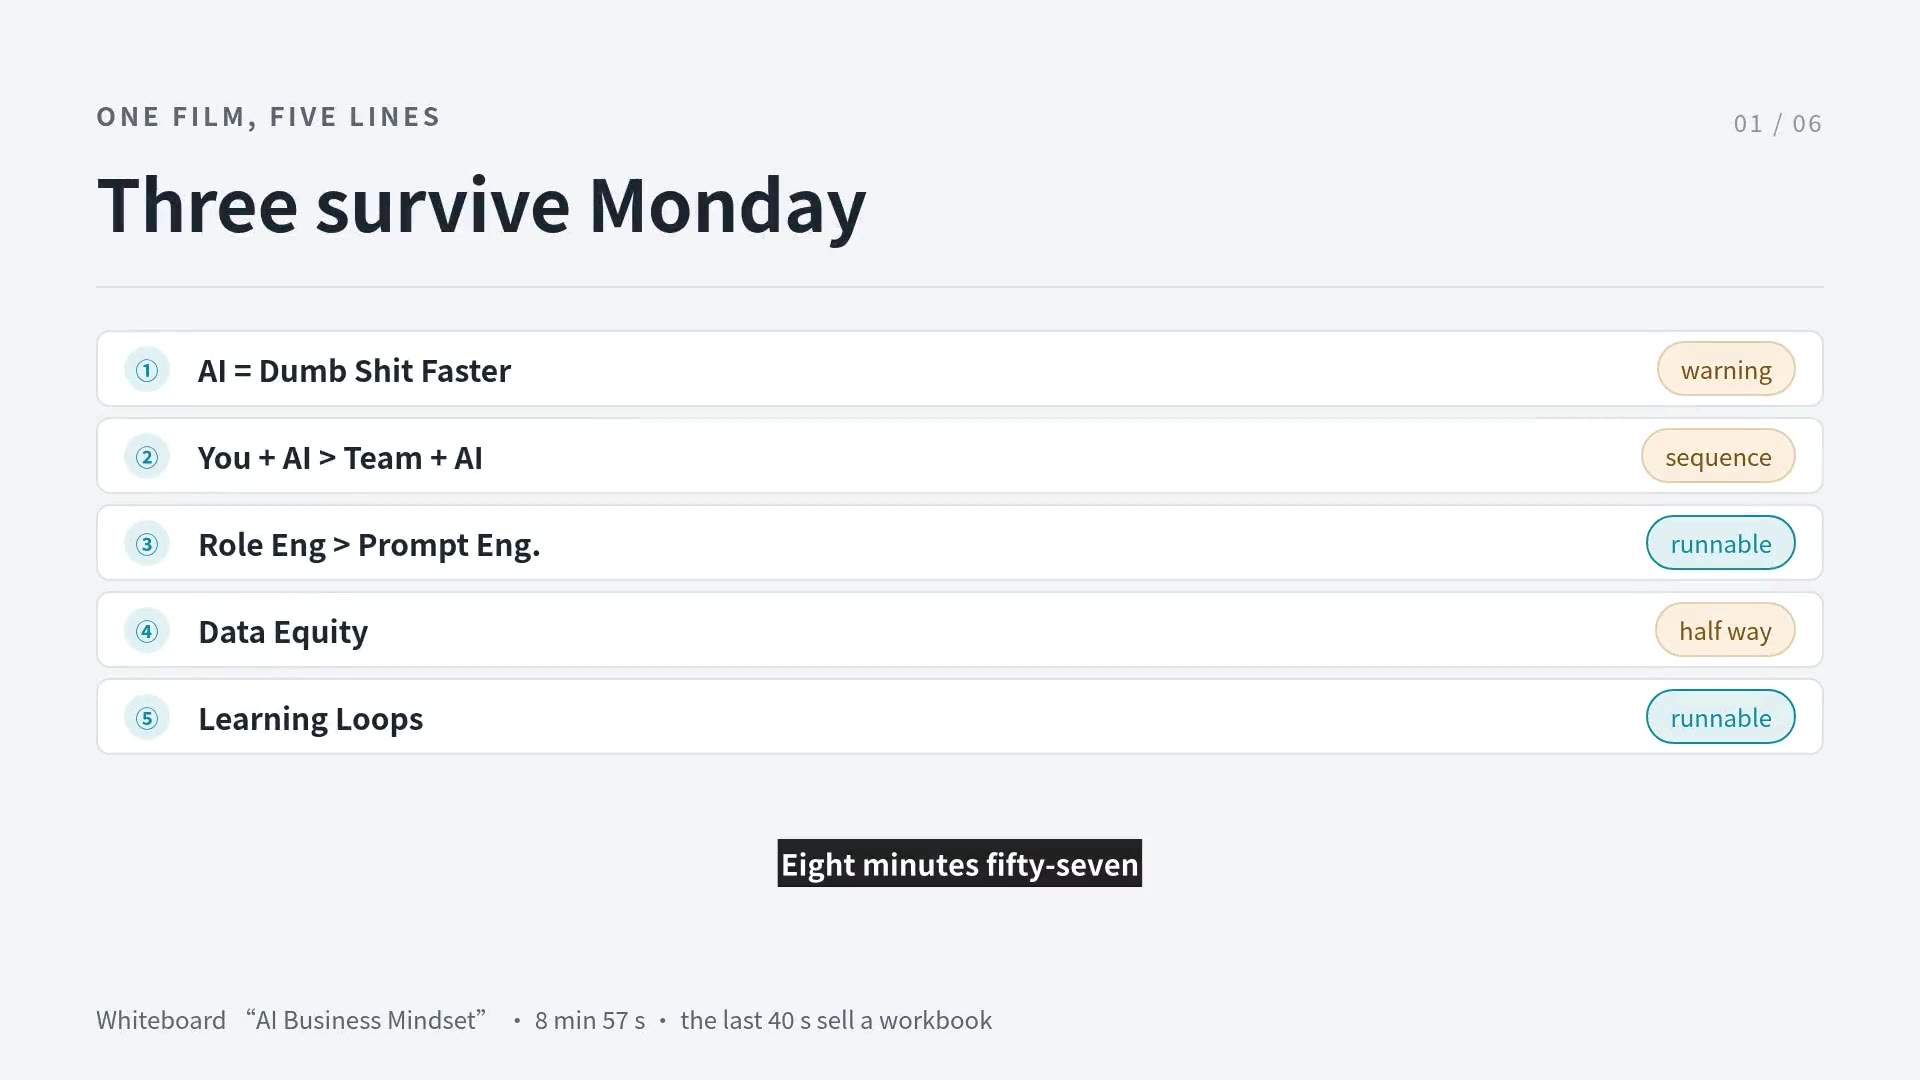 ONE FILM, FIVE LINES
01 / 06
Three survive Monday
① AI = Dumb Shit Faster warning
② You + AI > Team + AI sequence
③ Role Eng > Prompt Eng. runnable
④ Data Equity half way
⑤ Learning Loops runnable
Eight minutes fifty-seven
Whiteboard “AI Business Mindset” · 8 min 57 s · the last 40 s sell a workbook